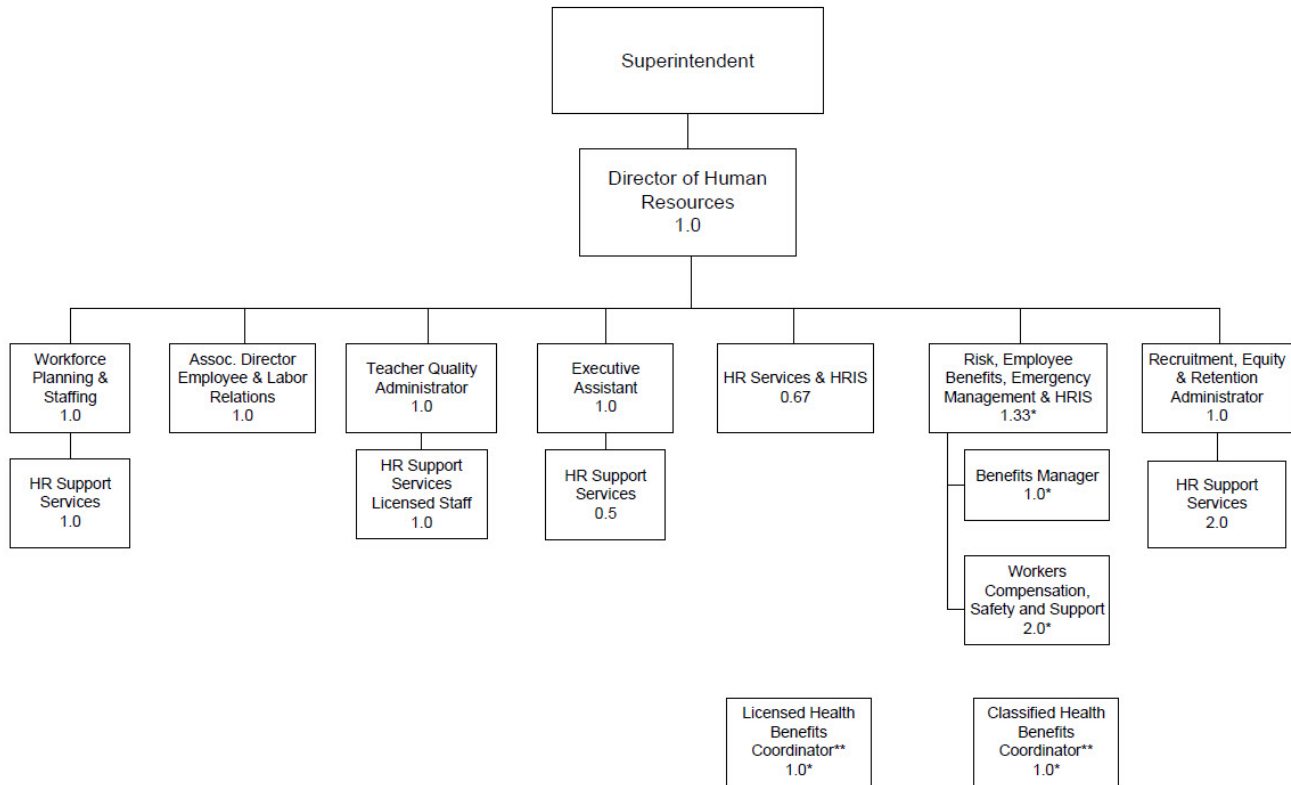 Superintendent
Director of Human
Resources
1.0
Workforce
Planning &
Staffing
1.0
Assoc. Director
Employee & Labor
Relations
1.0
Teacher Quality
Administrator
1.0
Executive
Assistant
1.0
HR Services & HRIS
0.67
Risk, Employee
Benefits, Emergency
Management & HRIS
1.33*
Recruitment, Equity
& Retention
Administrator
1.0
HR Support
Services
1.0
HR Support
Services
Licensed Staff
1.0
HR Support
Services
0.5
Benefits Manager
1.0*
HR Support
Services
2.0
Workers
Compensation,
Safety and Support
2.0*
Licensed Health
Benefits
Coordinator**
1.0*
Classified Health
Benefits
Coordinator**
1.0*